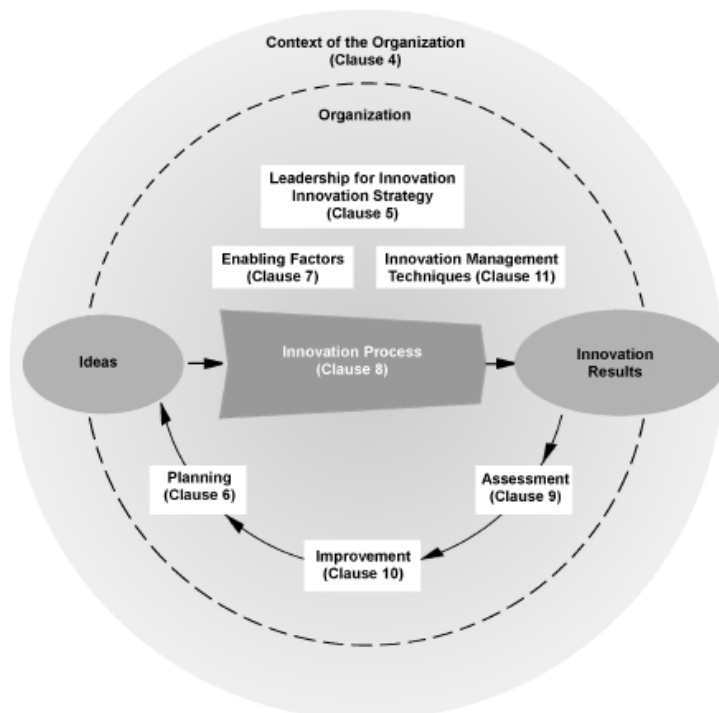 Context of the Organization
(Clause 4)
Organization
Leadership for Innovation
Innovation Strategy
(Clause 5)
Enabling Factors
(Clause 7)
Innovation Management
Techniques (Clause 11)
Ideas
Innovation Process
(Clause 8)
Innovation
Results
Planning
(Clause 6)
Assessment
(Clause 9)
Improvement
(Clause 10)